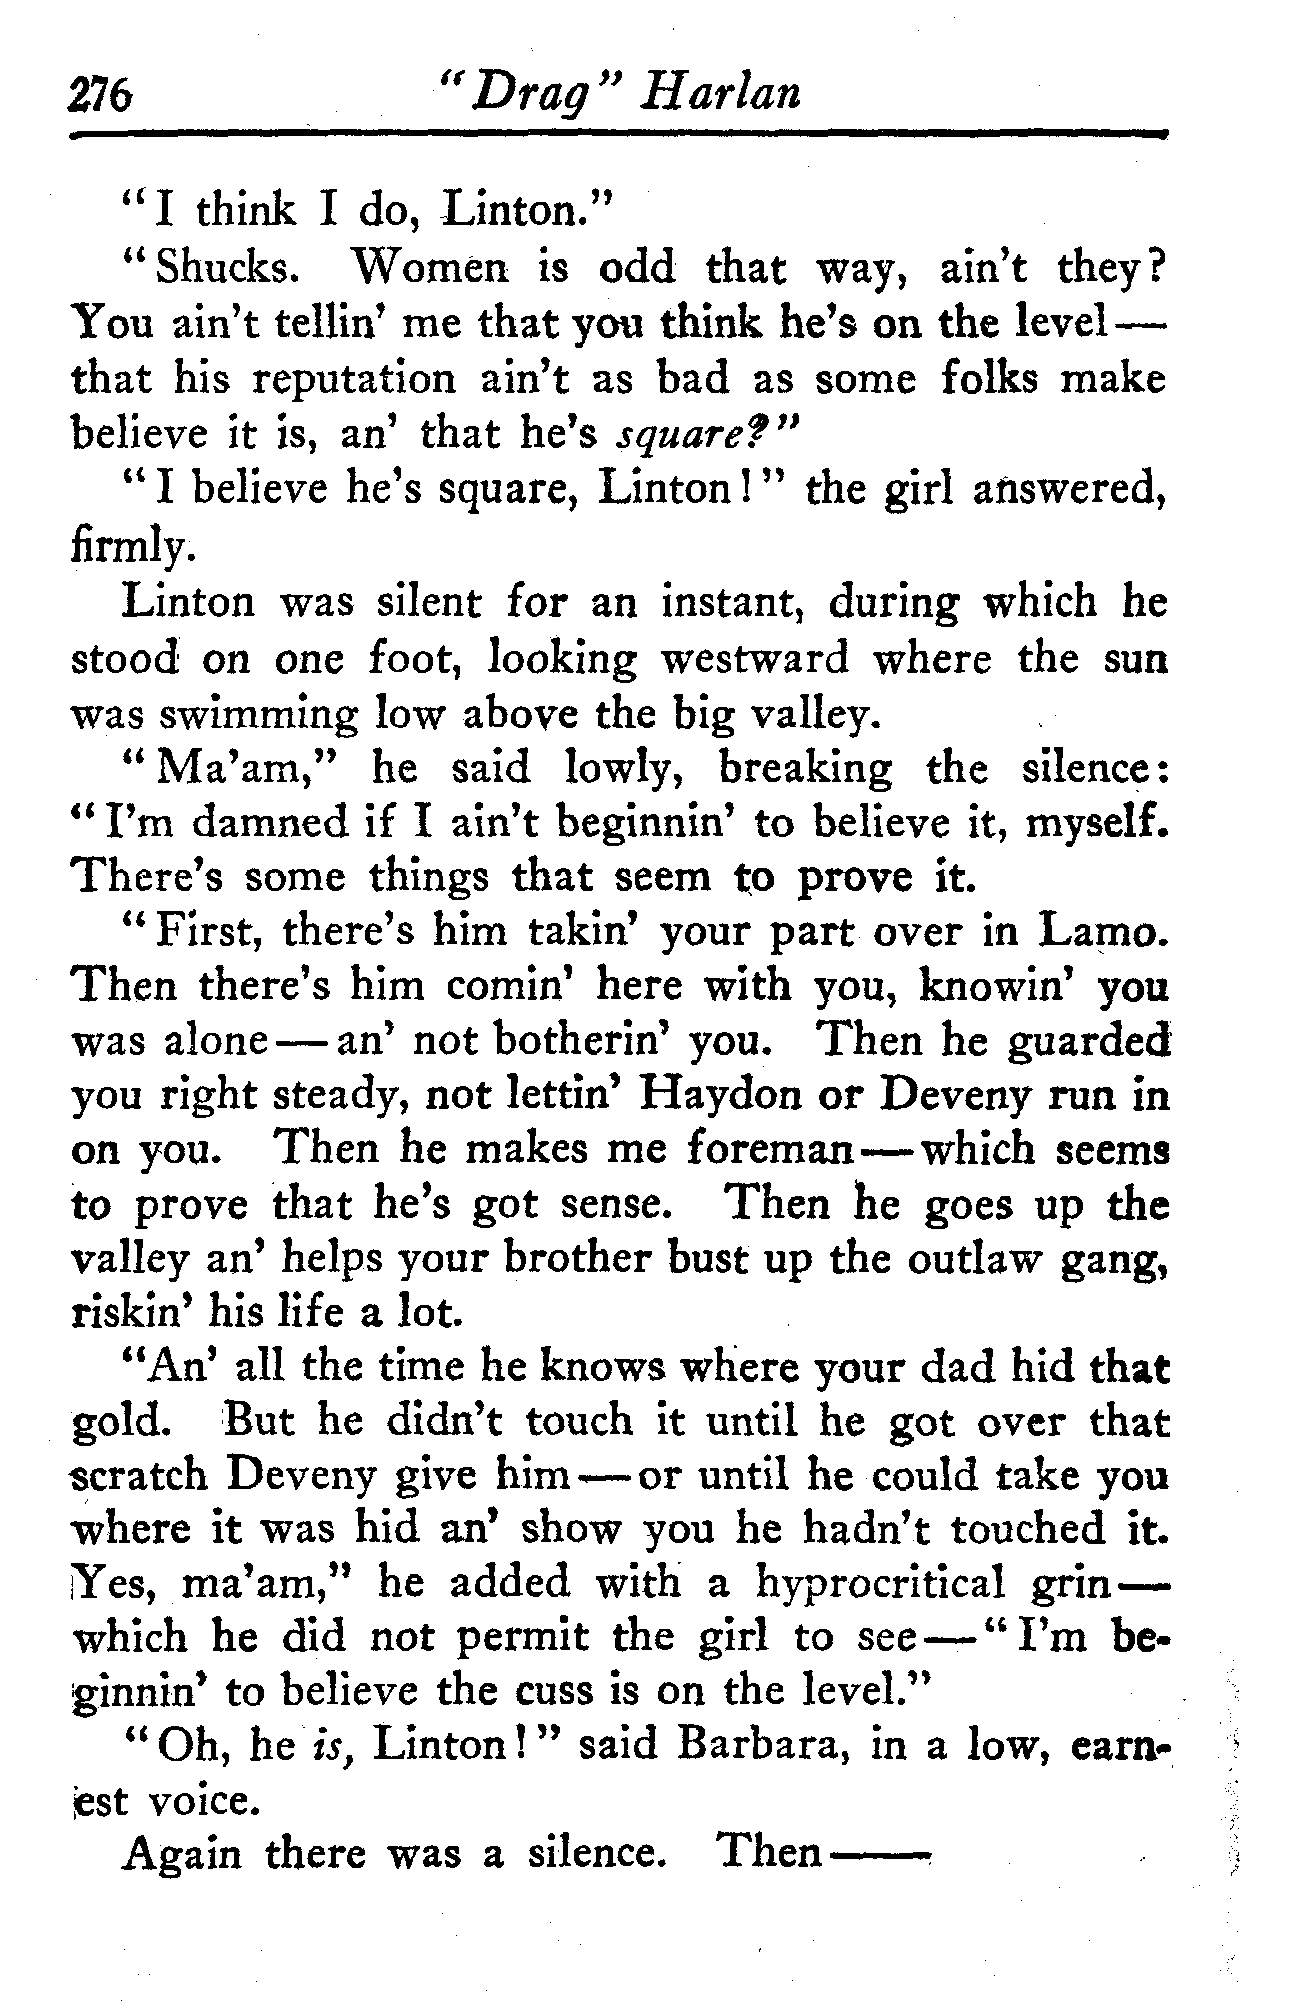 276 "Drag" Harlan
"I think I do, Linton."
"Shucks. Women is odd that way, ain't they?
You ain't tellin' me that you think he's on the level—
that his reputation ain't as bad as some folks make
believe it is, an' that he's square?"
"I believe he's square, Linton!" the girl answered,
firmly.
Linton was silent for an instant, during which he
stood on one foot, looking westward where the sun
was swimming low above the big valley.
"Ma'am," he said lowly, breaking the silence:
"I'm damned if I ain't beginnin' to believe it, myself.
There's some things that seem to prove it.
"First, there's him takin' your part over in Lamo.
Then there's him comin' here with you, knowin' you
was alone—an' not botherin' you. Then he guarded
you right steady, not lettin' Haydon or Deveny run in
on you. Then he makes me foreman—which seems
to prove that he's got sense. Then he goes up the
valley an' helps your brother bust up the outlaw gang,
riskin' his life a lot.
"An' all the time he knows where your dad hid that
gold. But he didn't touch it until he got over that
scratch Deveny give him—or until he could take you
where it was hid an' show you he hadn't touched it.
Yes, ma'am," he added with a hyprocritical grin—
which he did not permit the girl to see—"I'm be-
ginnin' to believe the cuss is on the level."
"Oh, he is, Linton!" said Barbara, in a low, earn-
est voice.
Again there was a silence. Then——